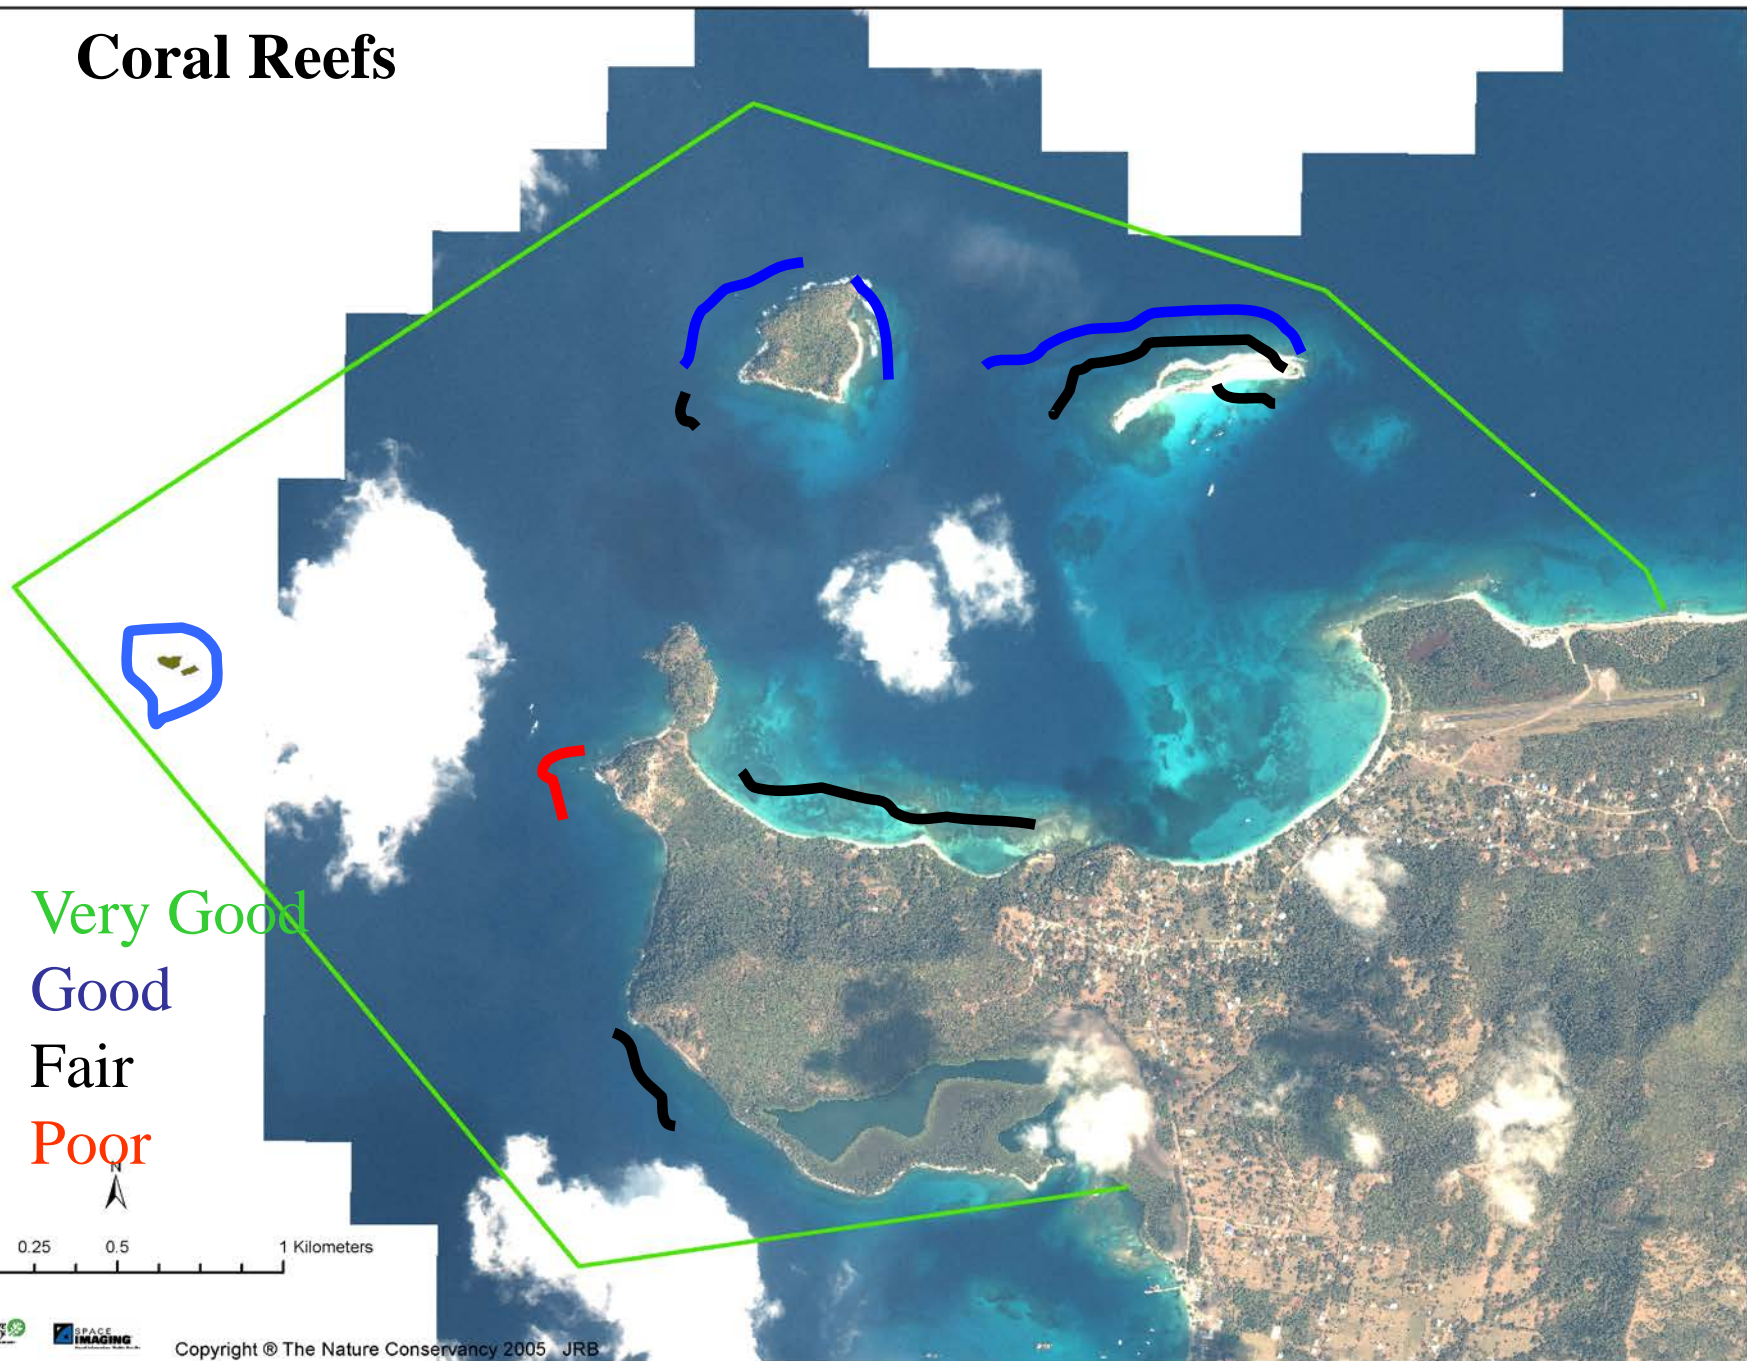 Coral Reefs
Very Good
Good
Fair
Poor
N
0.25 0.5 1 Kilometers
SPACE
IMAGING
Copyright ® The Nature Conservancy 2005 JRB